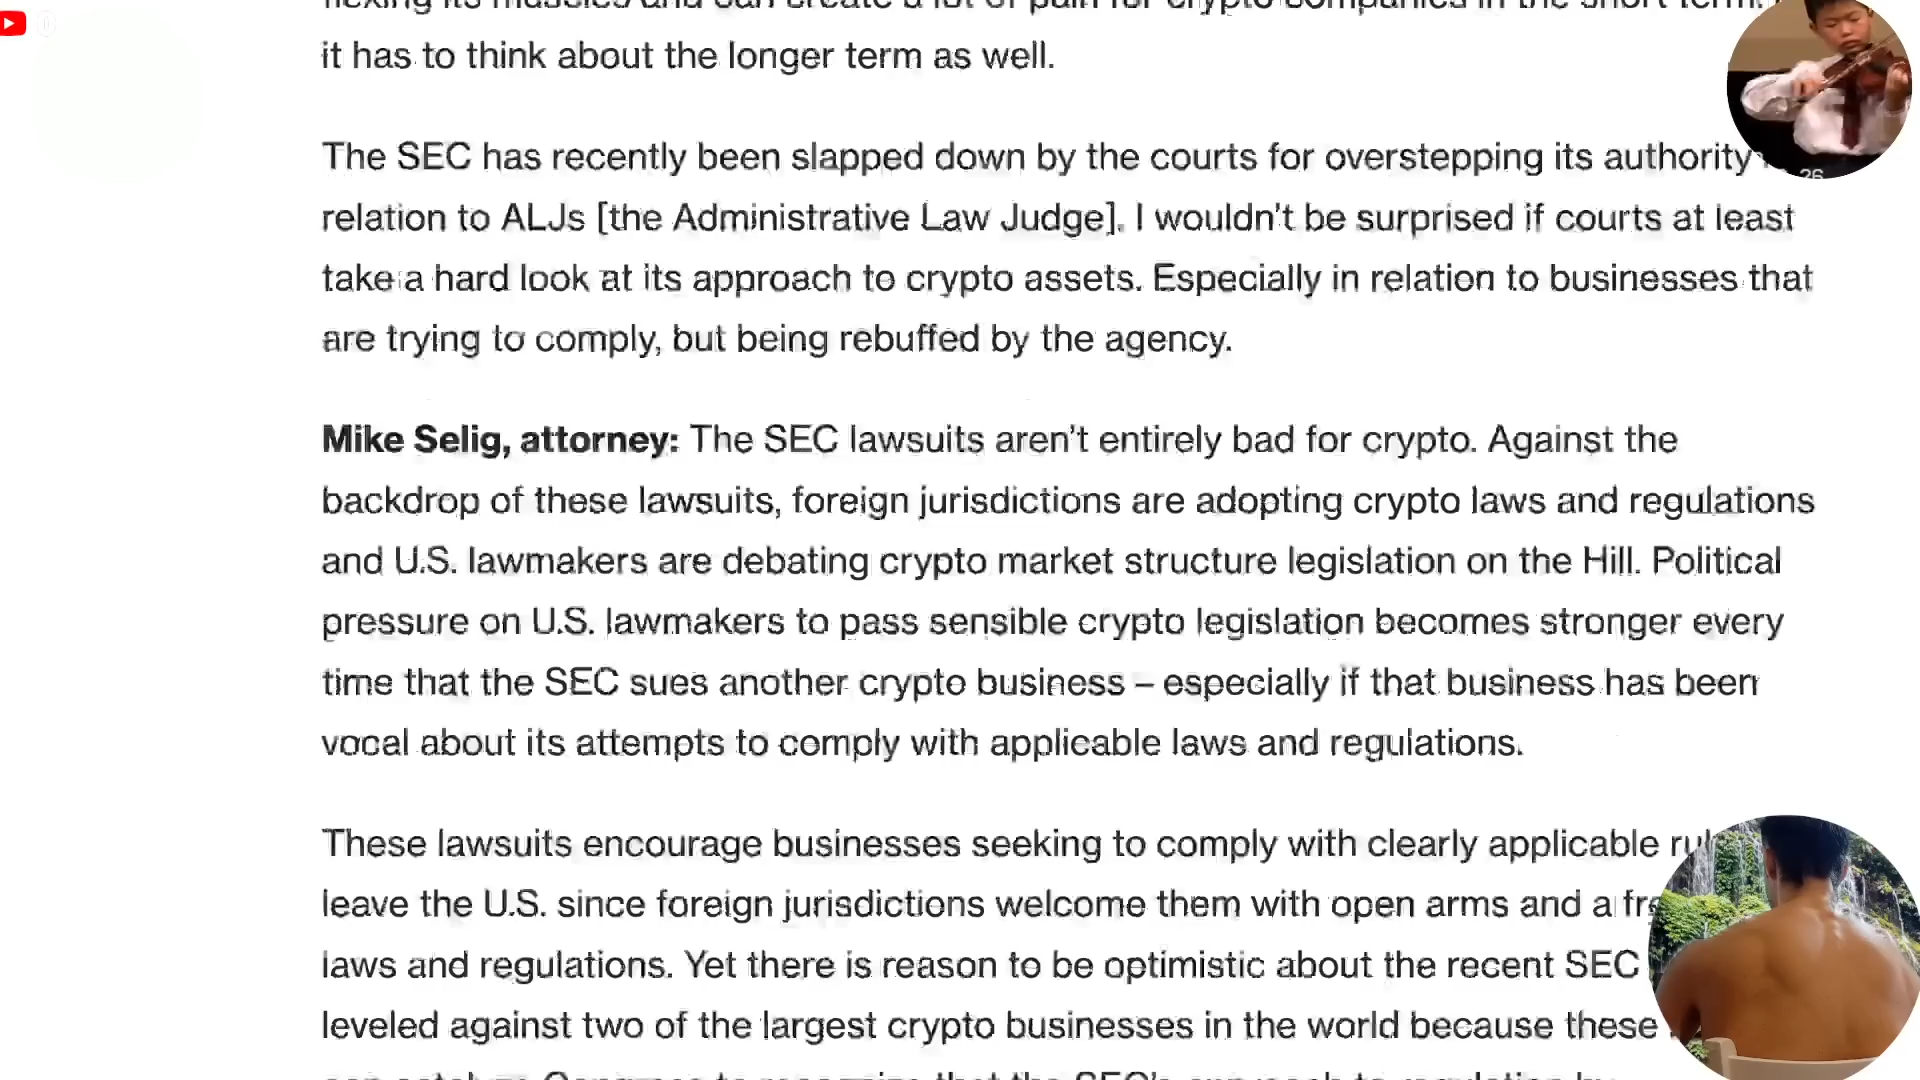 it has to think about the longer term as well.
The SEC has recently been slapped down by the courts for overstepping its authority
26
relation to ALJs [the Administrative Law Judge]. I wouldn't be surprised if courts at least
take a hard look at its approach to crypto assets. Especially in relation to businesses that
are trying to comply, but being rebuffed by the agency.
Mike Selig, attorney: The SEC lawsuits aren't entirely bad for crypto. Against the
backdrop of these lawsuits, foreign jurisdictions are adopting crypto laws and regulations
and U.S. lawmakers are debating crypto market structure legislation on the Hill. Political
pressure on U.S. lawmakers to pass sensible crypto legislation becomes stronger every
time that the SEC sues another crypto business – especially if that business has been
vocal about its attempts to comply with applicable laws and regulations.
These lawsuits encourage businesses seeking to comply with clearly applicable
leave the U.S. since foreign jurisdictions welcome them with open arms and a
laws and regulations. Yet there is reason to be optimistic about the recent SEC
leveled against two of the largest crypto businesses in the world because these